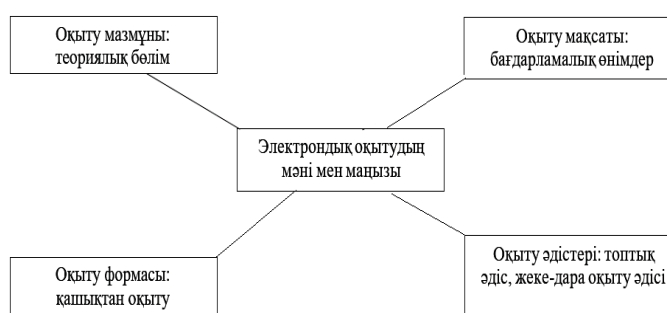 Оқыту мазмұны:
теориялық бөлім
Оқыту мақсаты:
бағдарламалық өнімдер
Электрондық оқытудың
мәні мен маңызы
Оқыту формасы:
қашықтан оқыту
Оқыту әдістері: топтық
әдіс, жеке-дара оқыту әдісі